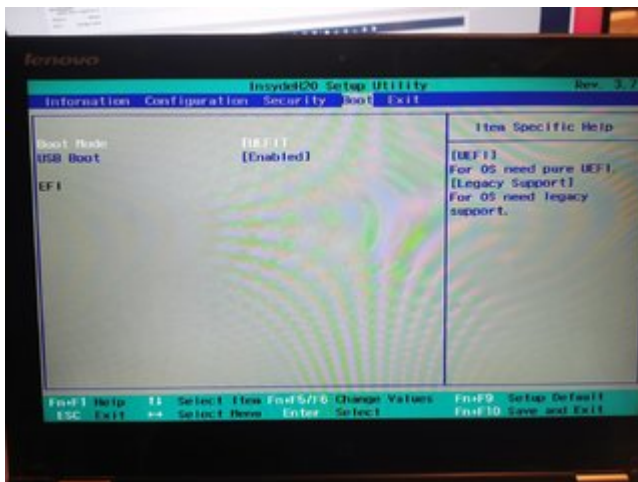 lenovo
InsydeH20 Setup Utility Rev. 3.7
Information Configuration Security Boot Exit
Item Specific Help
Boot Mode [UEFI]
USB Boot [Enabled]
EFI
[UEFI]
For OS need pure UEFI.
[Legacy Support]
For OS need legacy
support.
Fn+F1 Help ↑↓ Select Item Fn+F5/F6 Change Values Fn+F9 Setup Default
ESC Exit ↔ Select Menu Enter Select Fn+F10 Save and Exit